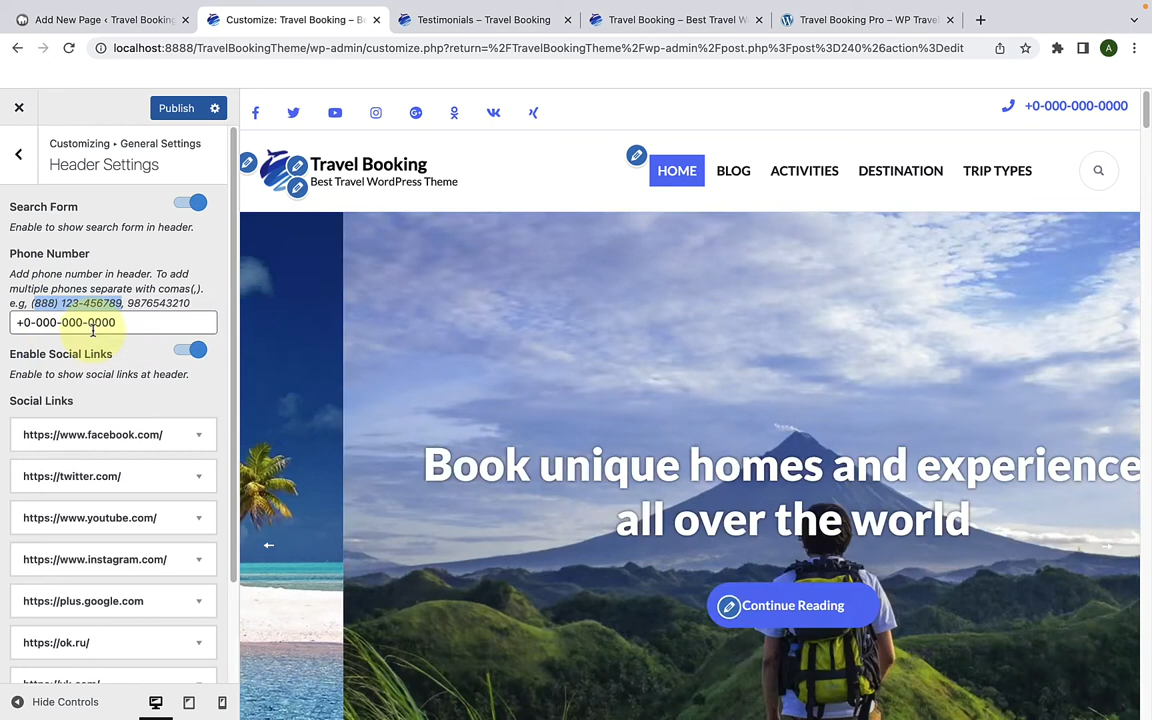 Add New Page ‹ Travel Booking
Customize: Travel Booking – B
Testimonials – Travel Booking
Travel Booking – Best Travel W
Travel Booking Pro – WP Trave
localhost:8888/TravelBookingTheme/wp-admin/customize.php?return=%2FTravelBookingTheme%2Fwp-admin%2Fpost.php%3Fpost%3D240%26action%3Dedit
A
Publish
Customizing ▸ General Settings
Header Settings
Search Form
Enable to show search form in header.
Phone Number
Add phone number in header. To add
multiple phones separate with comas(,).
e.g, (888) 123-456789, 9876543210
+0-000-000-0000
Enable Social Links
Enable to show social links at header.
Social Links
https://www.facebook.com/
https://twitter.com/
https://www.youtube.com/
https://www.instagram.com/
https://plus.google.com
https://ok.ru/
Hide Controls
+0-000-000-0000
Travel Booking
Best Travel WordPress Theme
HOME BLOG ACTIVITIES DESTINATION TRIP TYPES
Book unique homes and experience
all over the world
Continue Reading